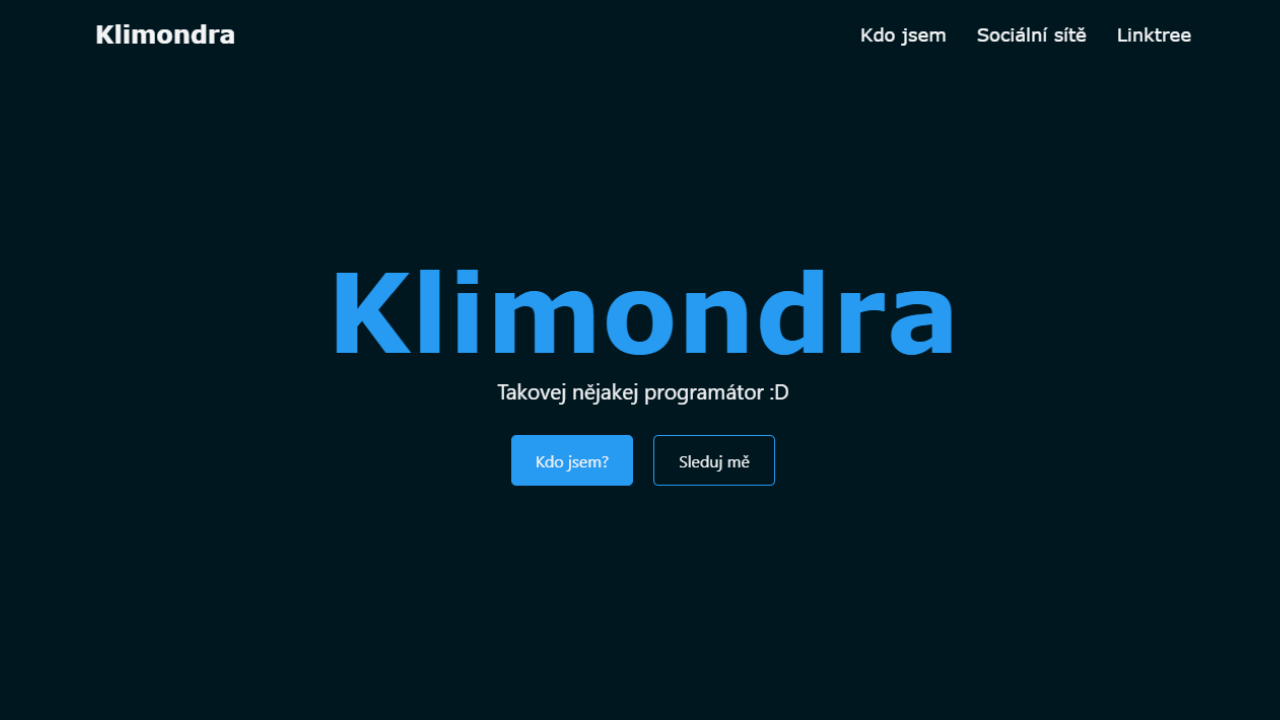 Klimondra
Kdo jsem
Sociální sítě
Linktree
Klimondra
Takovej nějakej programátor :D
Kdo jsem?
Sleduj mě